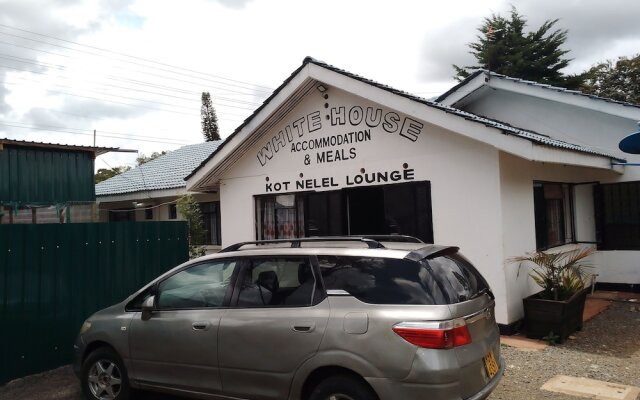 WHITE HOUSE
ACCOMMODATION
& MEALS
KOT NELEL LOUNGE